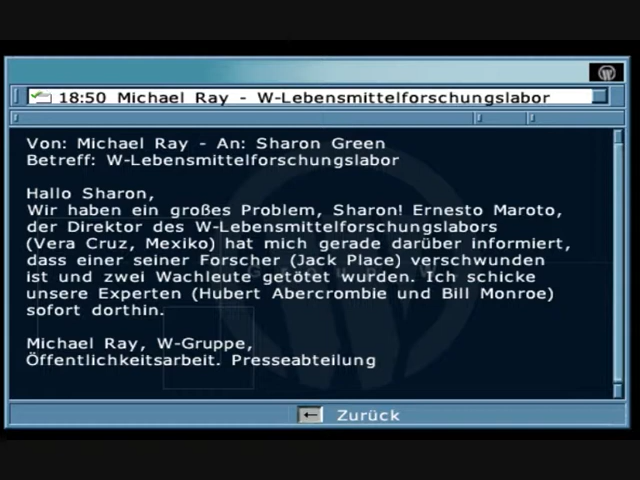 W
18:50 Michael Ray - W-Lebensmittelforschungslabor
Von: Michael Ray - An: Sharon Green
Betreff: W-Lebensmittelforschungslabor
Hallo Sharon,
Wir haben ein großes Problem, Sharon! Ernesto Maroto,
der Direktor des W-Lebensmittelforschungslabors
(Vera Cruz, Mexiko) hat mich gerade darüber informiert,
dass einer seiner Forscher (Jack Place) verschwunden
ist und zwei Wachleute getötet wurden. Ich schicke
unsere Experten (Hubert Abercrombie und Bill Monroe)
sofort dorthin.
Michael Ray, W-Gruppe,
Öffentlichkeitsarbeit. Presseabteilung
Zurück